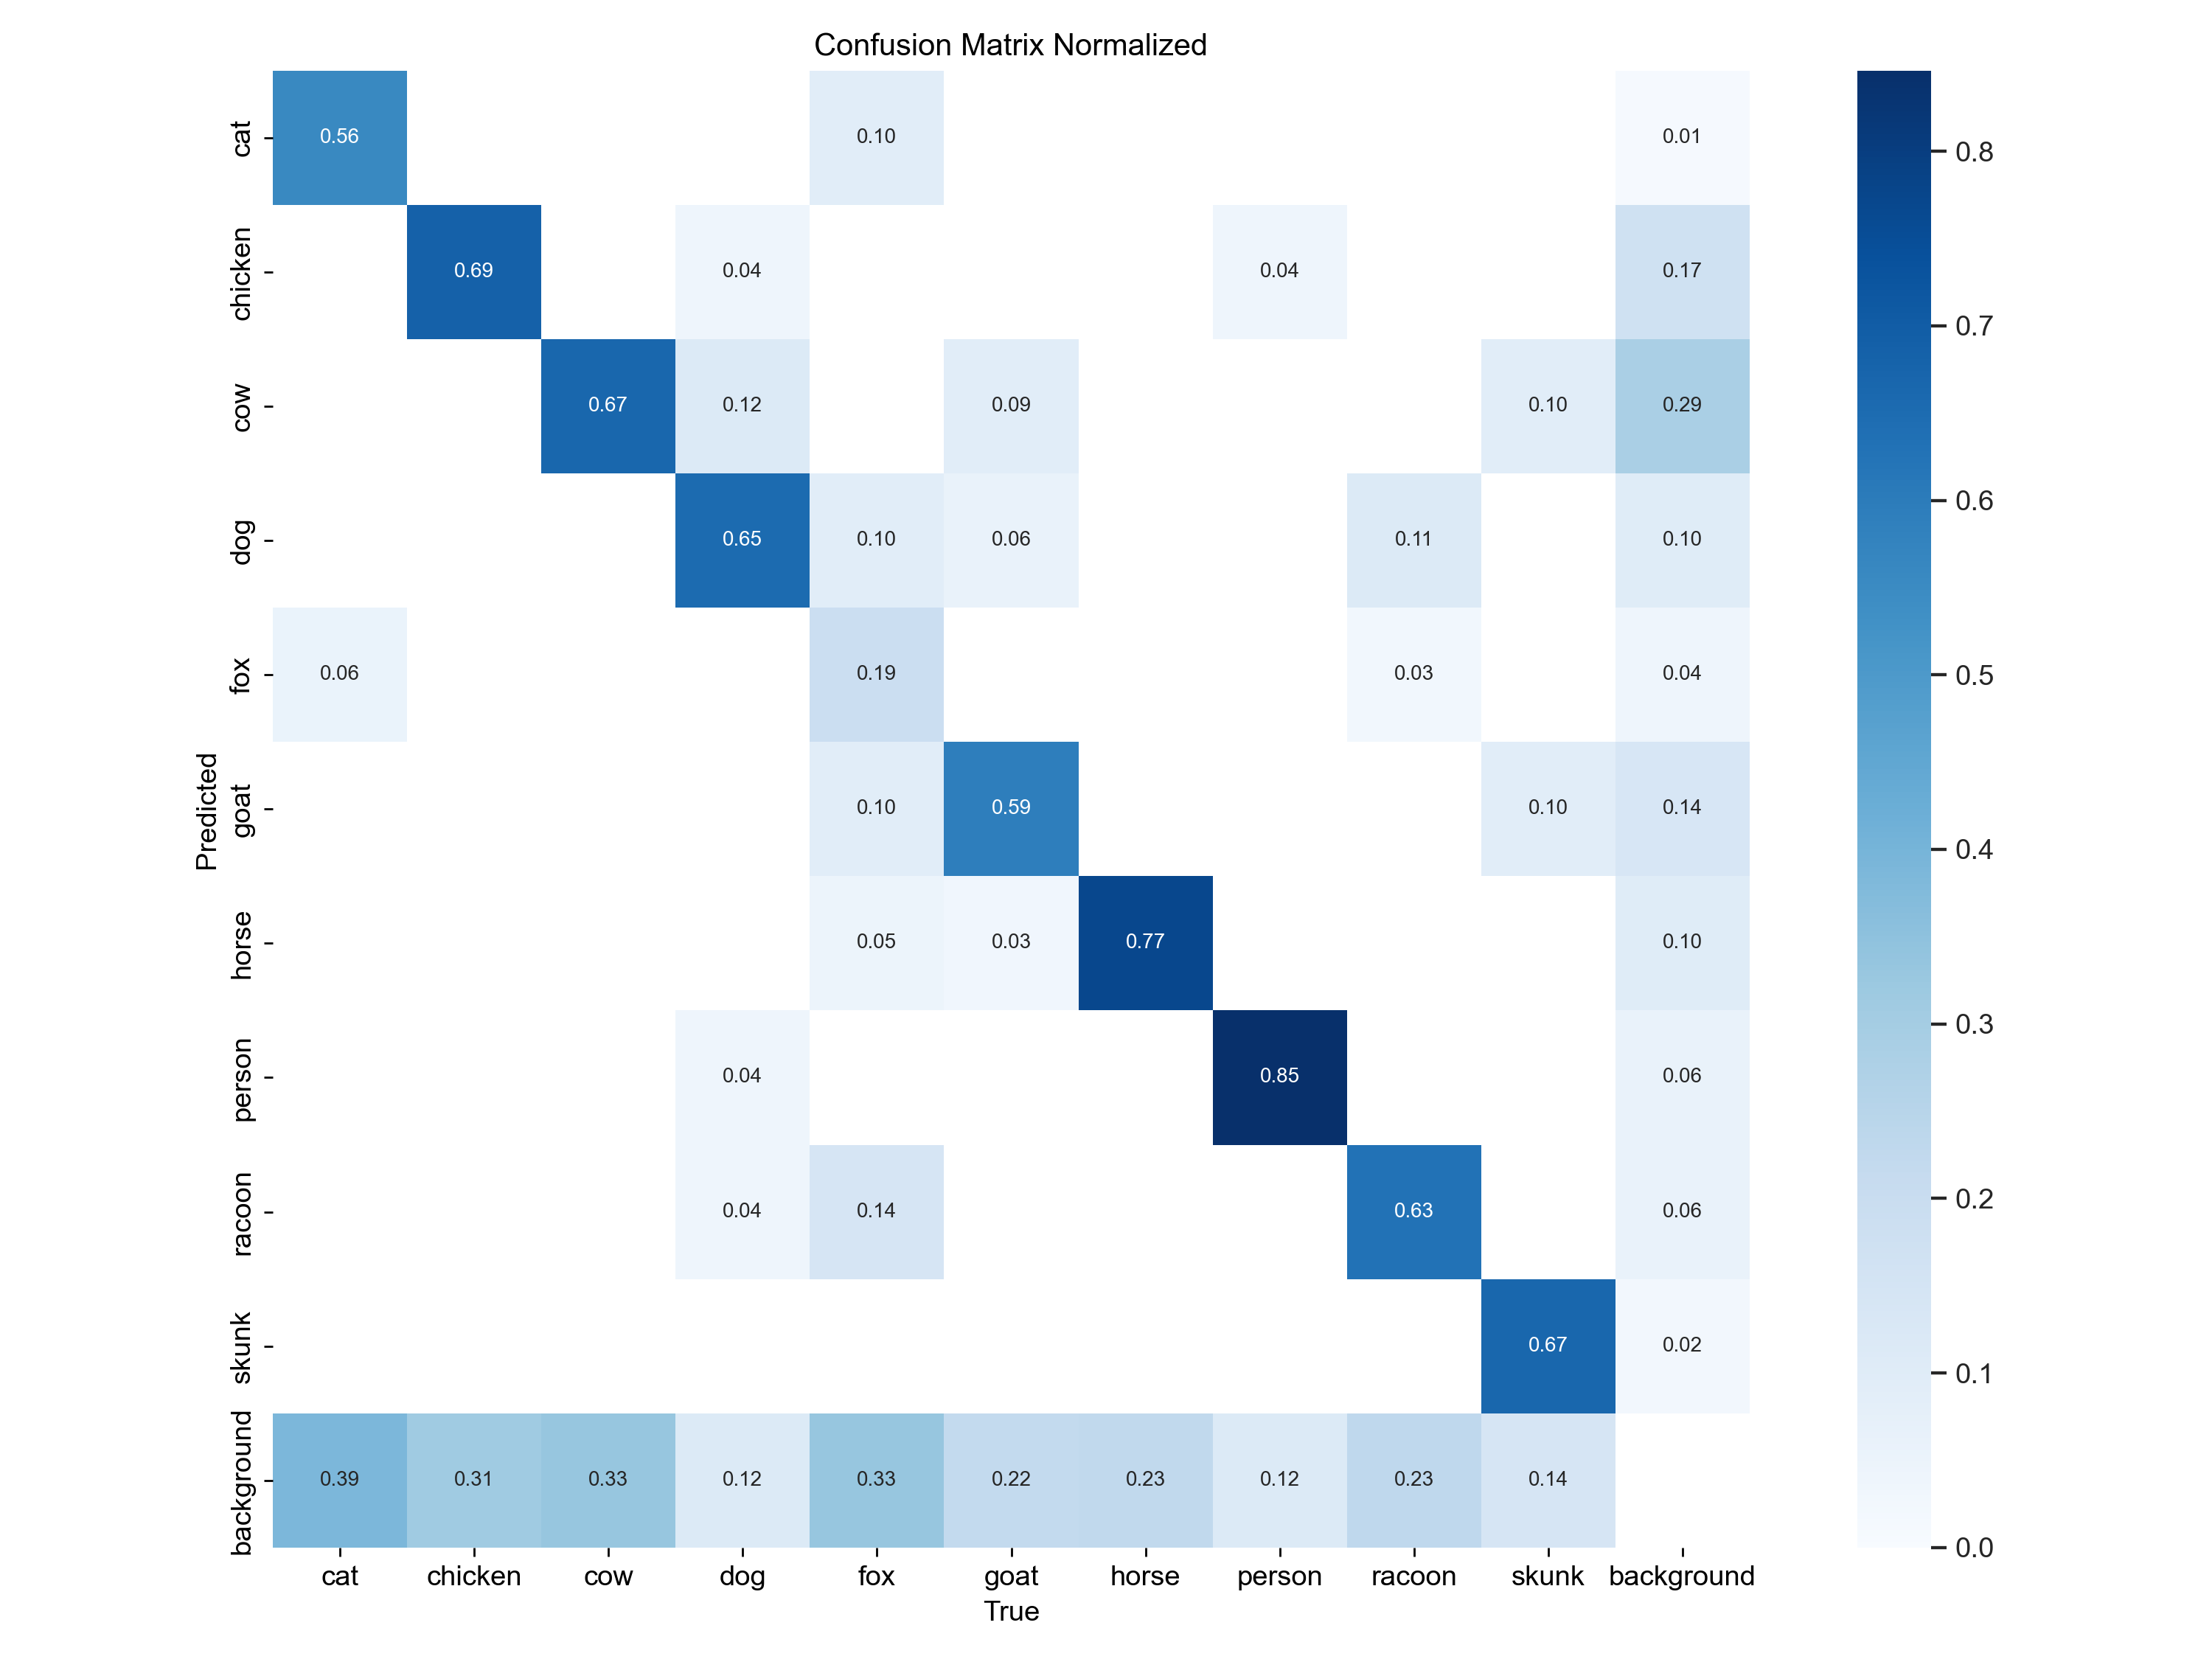 Confusion Matrix Normalized
cat 0.56 0.10 0.01
chicken 0.69 0.04 0.04 0.17
cow 0.67 0.12 0.09 0.10 0.29
dog 0.65 0.10 0.06 0.11 0.10
fox 0.06 0.19 0.03 0.04
Predicted
goat 0.10 0.59 0.10 0.14
horse 0.05 0.03 0.77 0.10
person 0.04 0.85 0.06
racoon 0.04 0.14 0.63 0.06
skunk 0.67 0.02
background 0.39 0.31 0.33 0.12 0.33 0.22 0.23 0.12 0.23 0.14
cat chicken cow dog fox goat horse person racoon skunk background
True
0.8
0.7
0.6
0.5
0.4
0.3
0.2
0.1
0.0